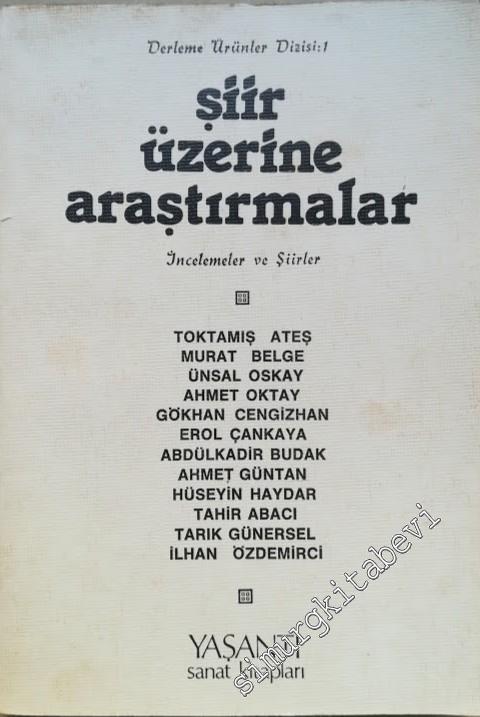 Derleme Ürünler Dizisi:1
şiir
üzerine
araştırmalar
İncelemeler ve Şiirler
TOKTAMIŞ ATEŞ
MURAT BELGE
ÜNSAL OSKAY
AHMET OKTAY
GÖKHAN CENGİZHAN
EROL ÇANKAYA
ABDÜLKADİR BUDAK
AHMET GÜNTAN
HÜSEYİN HAYDAR
TAHİR ABACI
TARIK GÜNERSEL
İLHAN ÖZDEMİRCİ
YAŞANTI
sanat kitapları
simurgkitabevi